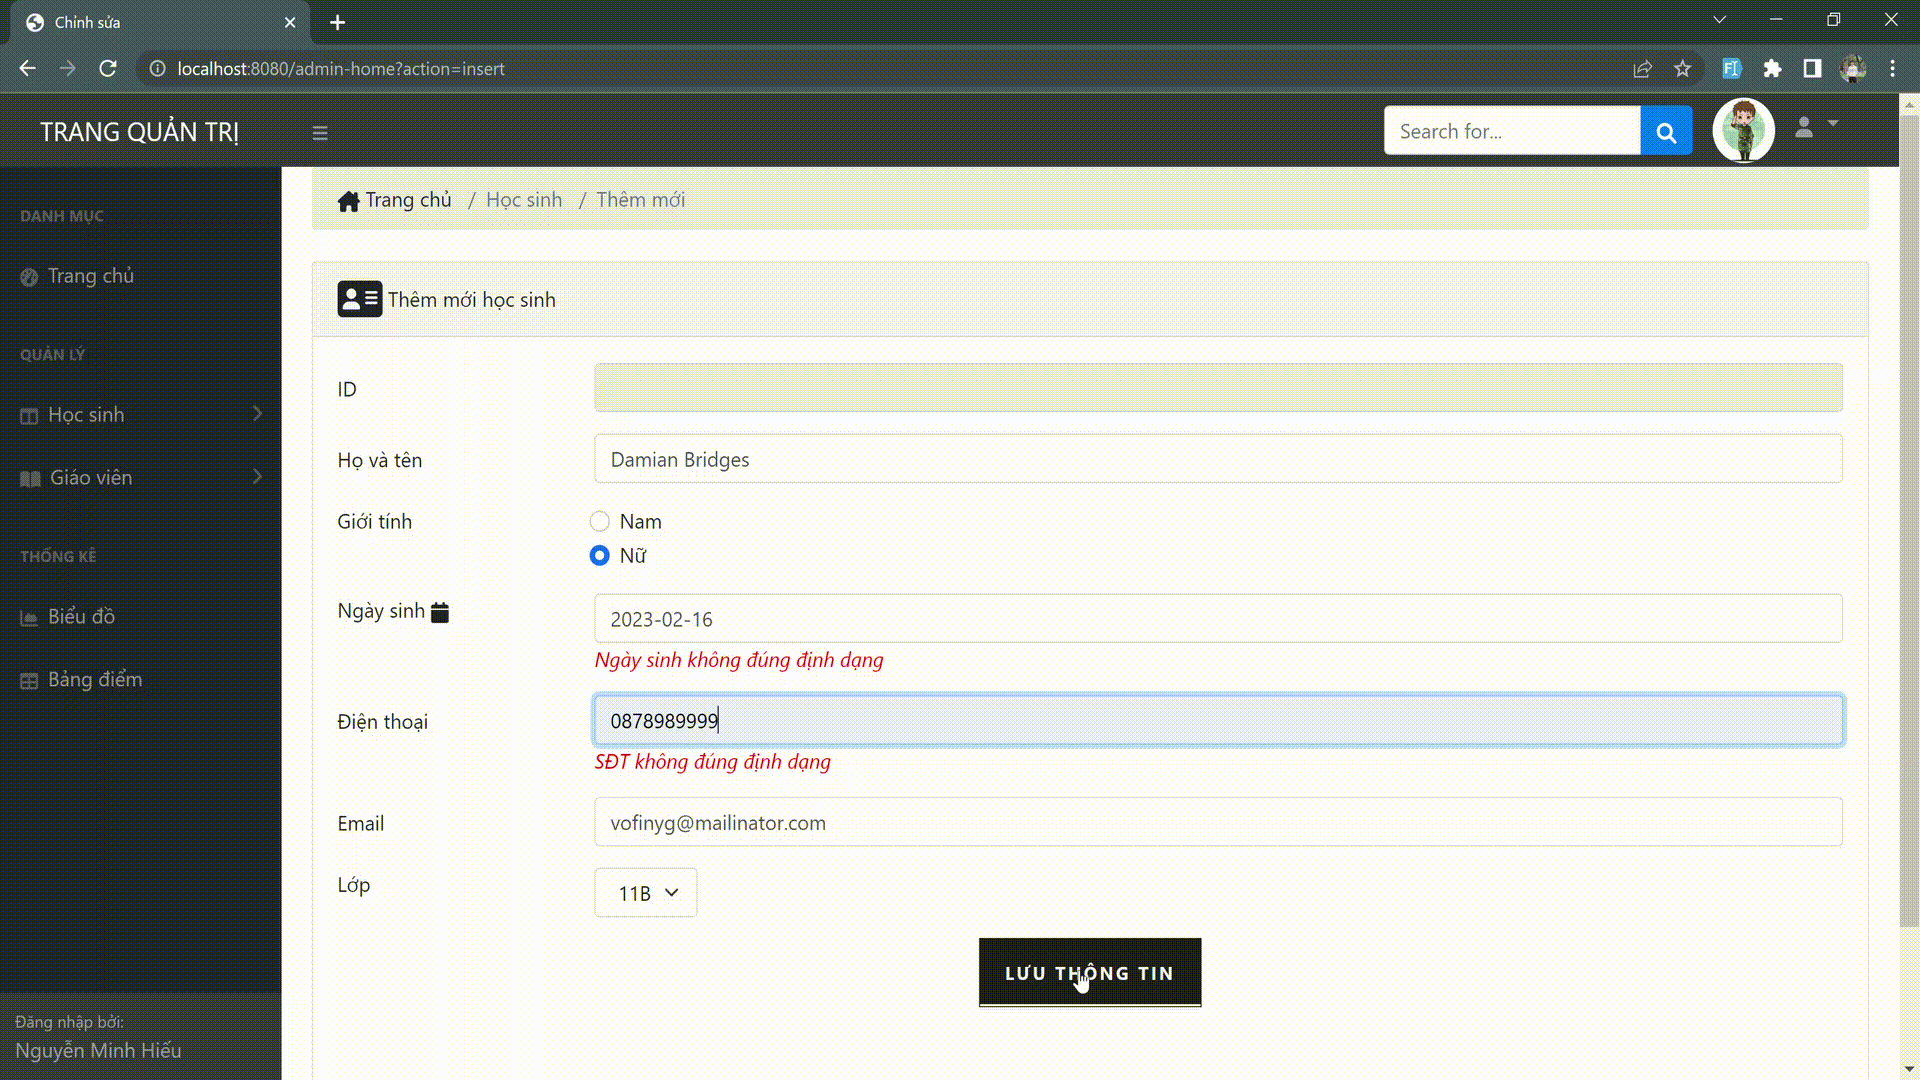 Chỉnh sửa
localhost:8080/admin-home?action=insert
TRANG QUẢN TRỊ
Search for...
DANH MỤC
Trang chủ
QUẢN LÝ
Học sinh
Giáo viên
THỐNG KÊ
Biểu đồ
Bảng điểm
Đăng nhập bởi:
Nguyễn Minh Hiếu
Trang chủ / Học sinh / Thêm mới
Thêm mới học sinh
ID
Họ và tên Damian Bridges
Giới tính Nam
Nữ
Ngày sinh 2023-02-16
Ngày sinh không đúng định dạng
Điện thoại 0878989999
SĐT không đúng định dạng
Email vofinyg@mailinator.com
Lớp 11B
LƯU THÔNG TIN